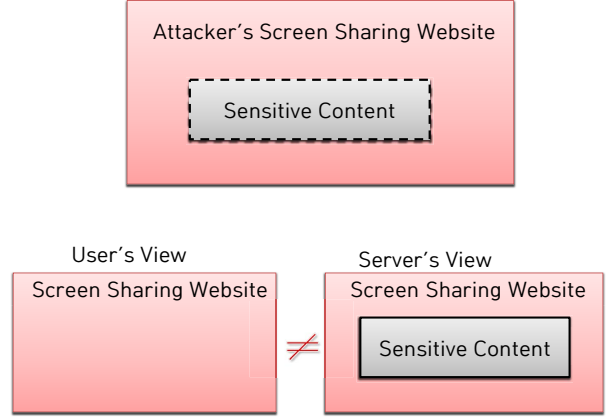 Attacker's Screen Sharing Website
Sensitive Content
User's View
Server's View
Screen Sharing Website
Screen Sharing Website
≠
Sensitive Content